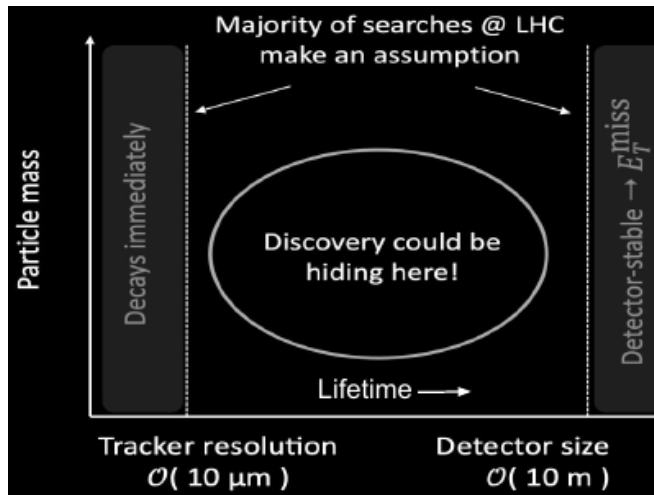 Majority of searches @ LHC
make an assumption
Particle mass
Decays immediately
Discovery could be
hiding here!
Detector-stable → E_T^miss
Lifetime →
Tracker resolution
𝒪( 10 μm )
Detector size
𝒪( 10 m )